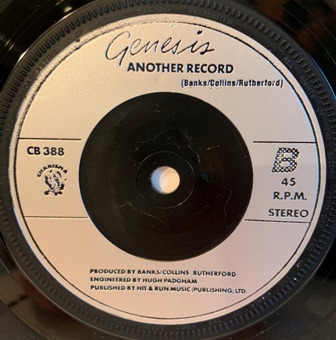 Genesis
ANOTHER RECORD
(Banks/Collins/Rutherford)
CB 388
B
CHARISMA
45
R.P.M.
STEREO
PRODUCED BY BANKS/COLLINS RUTHERFORD
ENGINEERED BY HUGH PADGHAM
PUBLISHED BY HIT & RUN MUSIC (PUBLISHING) LTD.